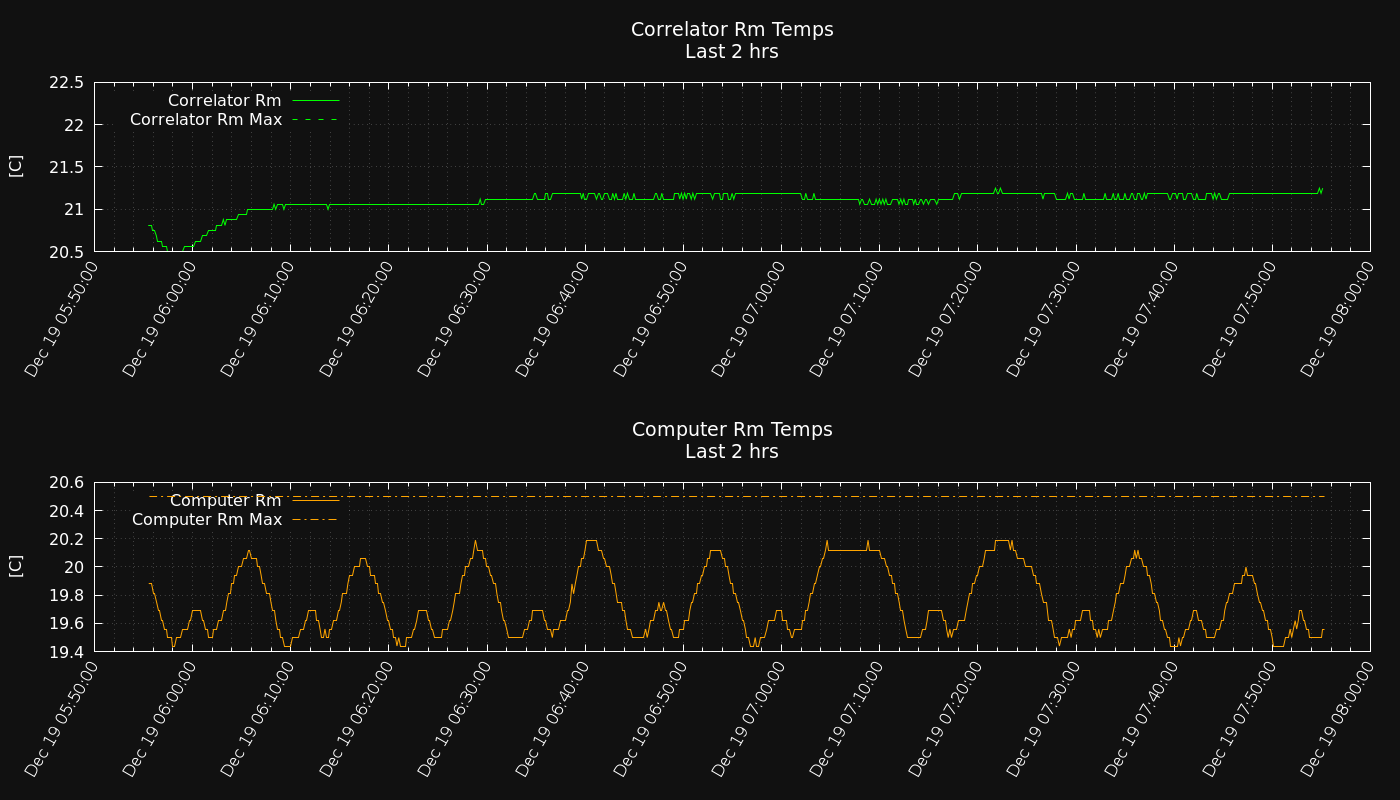 Correlator Rm Temps
Last 2 hrs
22.5
22
21.5
21
20.5
[C]
Correlator Rm
Correlator Rm Max
Dec 19 05:50:00
Dec 19 06:00:00
Dec 19 06:10:00
Dec 19 06:20:00
Dec 19 06:30:00
Dec 19 06:40:00
Dec 19 06:50:00
Dec 19 07:00:00
Dec 19 07:10:00
Dec 19 07:20:00
Dec 19 07:30:00
Dec 19 07:40:00
Dec 19 07:50:00
Dec 19 08:00:00
Computer Rm Temps
Last 2 hrs
20.6
20.4
20.2
20
19.8
19.6
19.4
[C]
Computer Rm
Computer Rm Max
Dec 19 05:50:00
Dec 19 06:00:00
Dec 19 06:10:00
Dec 19 06:20:00
Dec 19 06:30:00
Dec 19 06:40:00
Dec 19 06:50:00
Dec 19 07:00:00
Dec 19 07:10:00
Dec 19 07:20:00
Dec 19 07:30:00
Dec 19 07:40:00
Dec 19 07:50:00
Dec 19 08:00:00